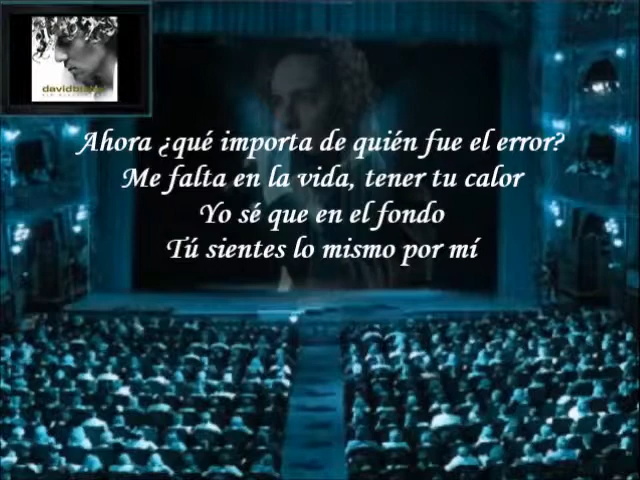 Ahora ¿qué importa de quién fue el error?
Me falta en la vida, tener tu calor
Yo sé que en el fondo
Tú sientes lo mismo por mí